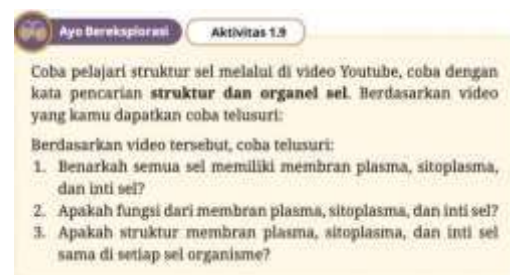 Ayo Bereksplorasi
Aktivitas 1.9
Coba pelajari struktur sel melalui di video Youtube, coba dengan
kata pencarian struktur dan organel sel. Berdasarkan video
yang kamu dapatkan coba telusuri:
Berdasarkan video tersebut, coba telusuri:
1. Benarkah semua sel memiliki membran plasma, sitoplasma,
dan inti sel?
2. Apakah fungsi dari membran plasma, sitoplasma, dan inti sel?
3. Apakah struktur membran plasma, sitoplasma, dan inti sel
sama di setiap sel organisme?